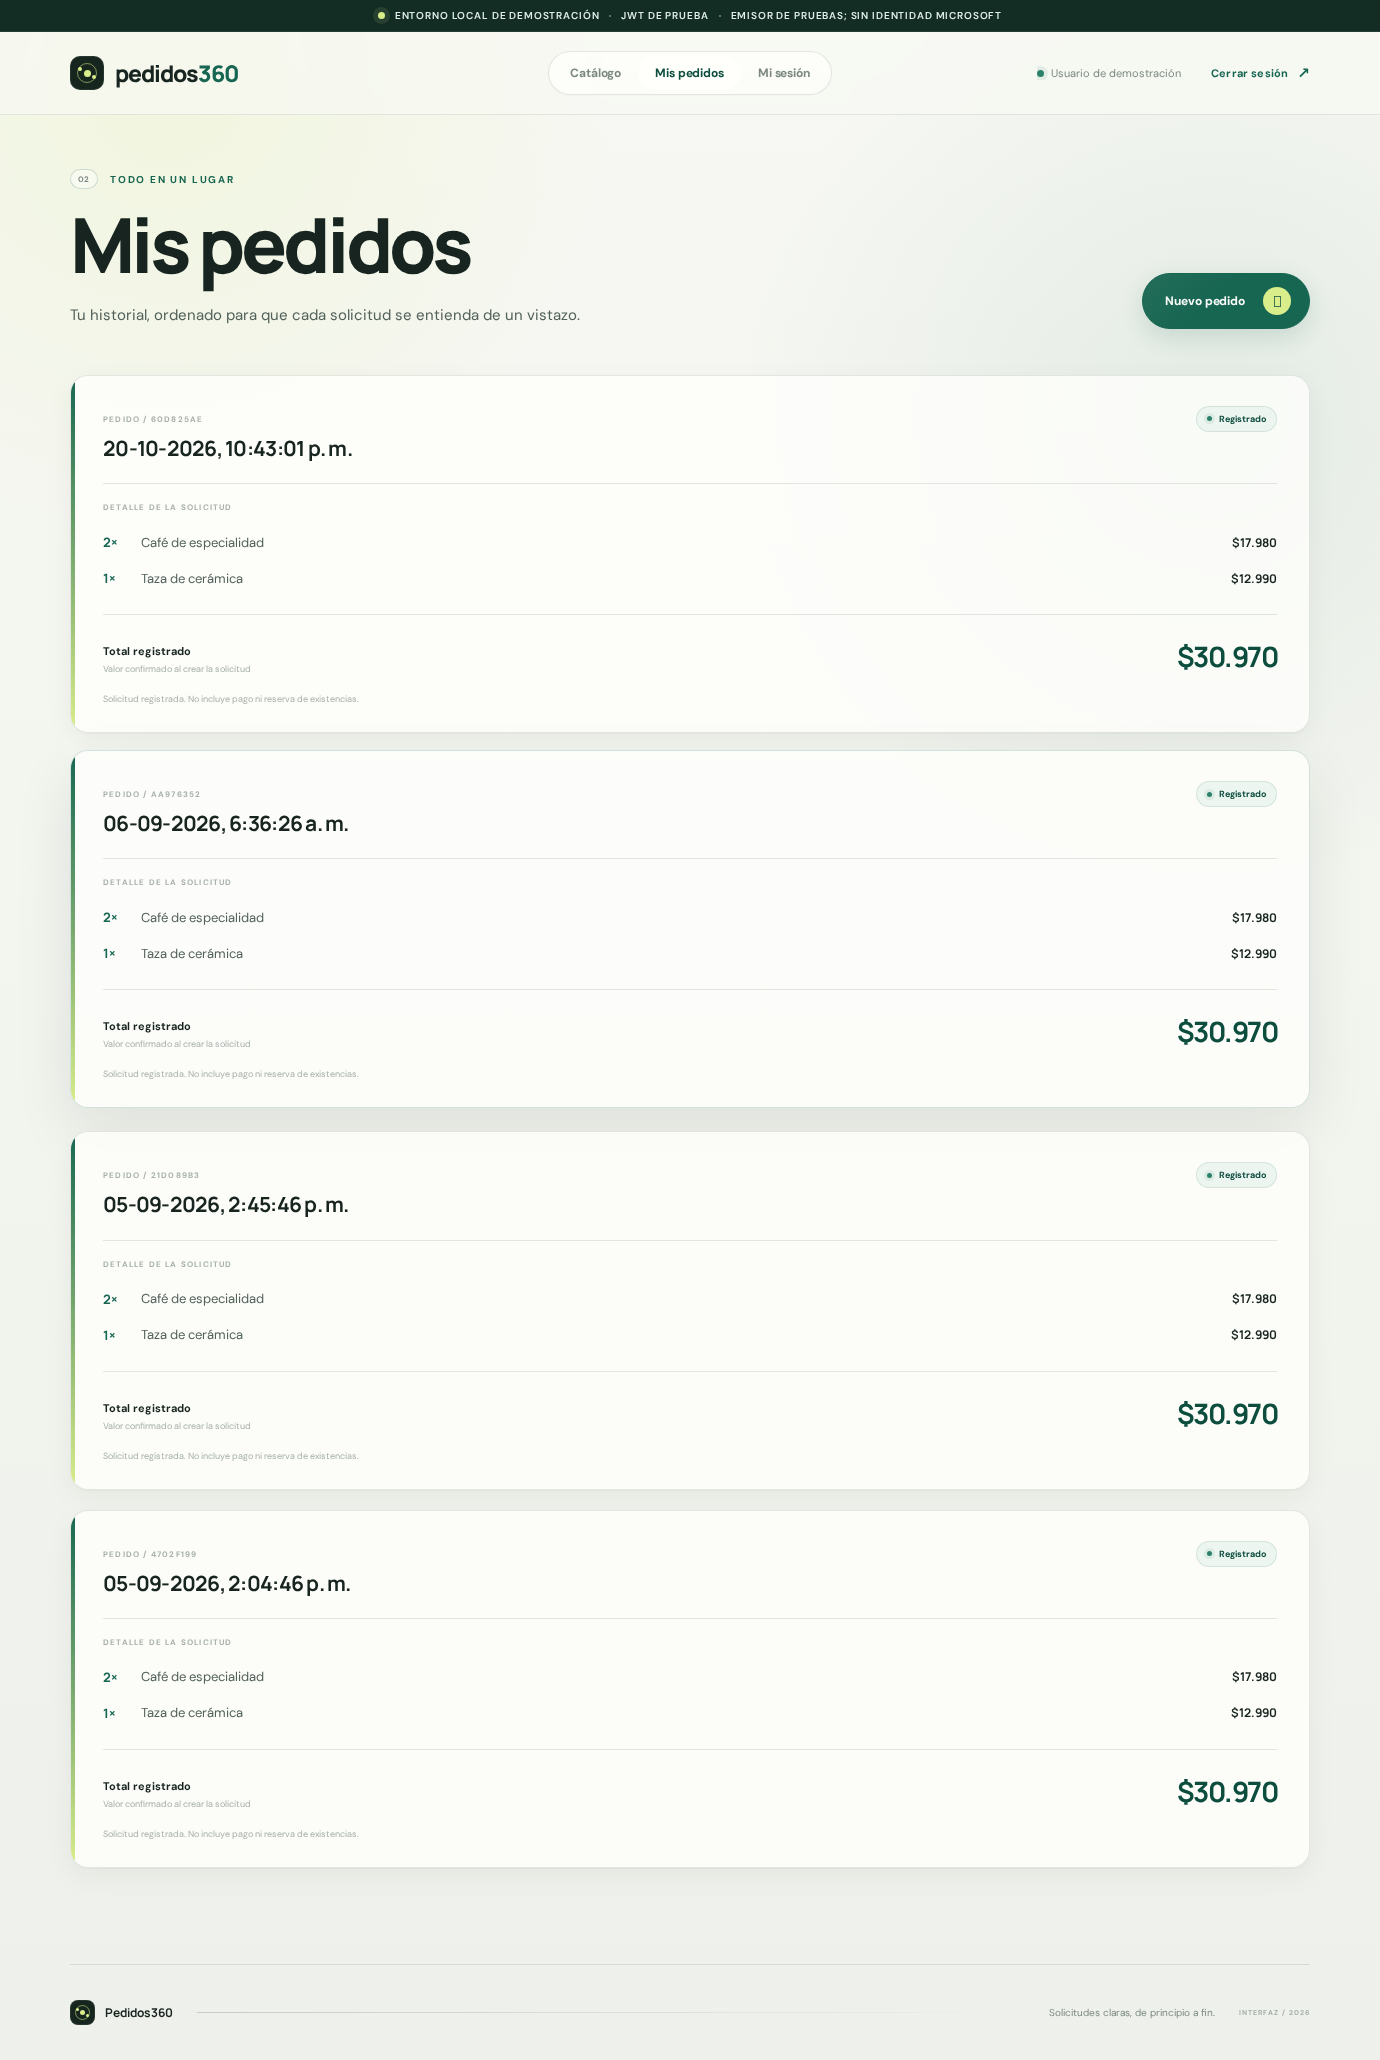 ENTORNO LOCAL DE DEMOSTRACIÓN · JWT DE PRUEBA · EMISOR DE PRUEBAS; SIN IDENTIDAD MICROSOFT
pedidos360
Catálogo
Mis pedidos
Mi sesión
Usuario de demostración
Cerrar sesión ↗
02
TODO EN UN LUGAR
Mis pedidos
Tu historial, ordenado para que cada solicitud se entienda de un vistazo.
Nuevo pedido
PEDIDO / 60D825AE
Registrado
20-10-2026, 10:43:01 p. m.
DETALLE DE LA SOLICITUD
2× Café de especialidad $17.980
1× Taza de cerámica $12.990
Total registrado
$30.970
Valor confirmado al crear la solicitud
Solicitud registrada. No incluye pago ni reserva de existencias.
PEDIDO / AA976352
Registrado
06-09-2026, 6:36:26 a. m.
DETALLE DE LA SOLICITUD
2× Café de especialidad $17.980
1× Taza de cerámica $12.990
Total registrado
$30.970
Valor confirmado al crear la solicitud
Solicitud registrada. No incluye pago ni reserva de existencias.
PEDIDO / 21D089B3
Registrado
05-09-2026, 2:45:46 p. m.
DETALLE DE LA SOLICITUD
2× Café de especialidad $17.980
1× Taza de cerámica $12.990
Total registrado
$30.970
Valor confirmado al crear la solicitud
Solicitud registrada. No incluye pago ni reserva de existencias.
PEDIDO / 4702F199
Registrado
05-09-2026, 2:04:46 p. m.
DETALLE DE LA SOLICITUD
2× Café de especialidad $17.980
1× Taza de cerámica $12.990
Total registrado
$30.970
Valor confirmado al crear la solicitud
Solicitud registrada. No incluye pago ni reserva de existencias.
Pedidos360
Solicitudes claras, de principio a fin.
INTERFAZ / 2026